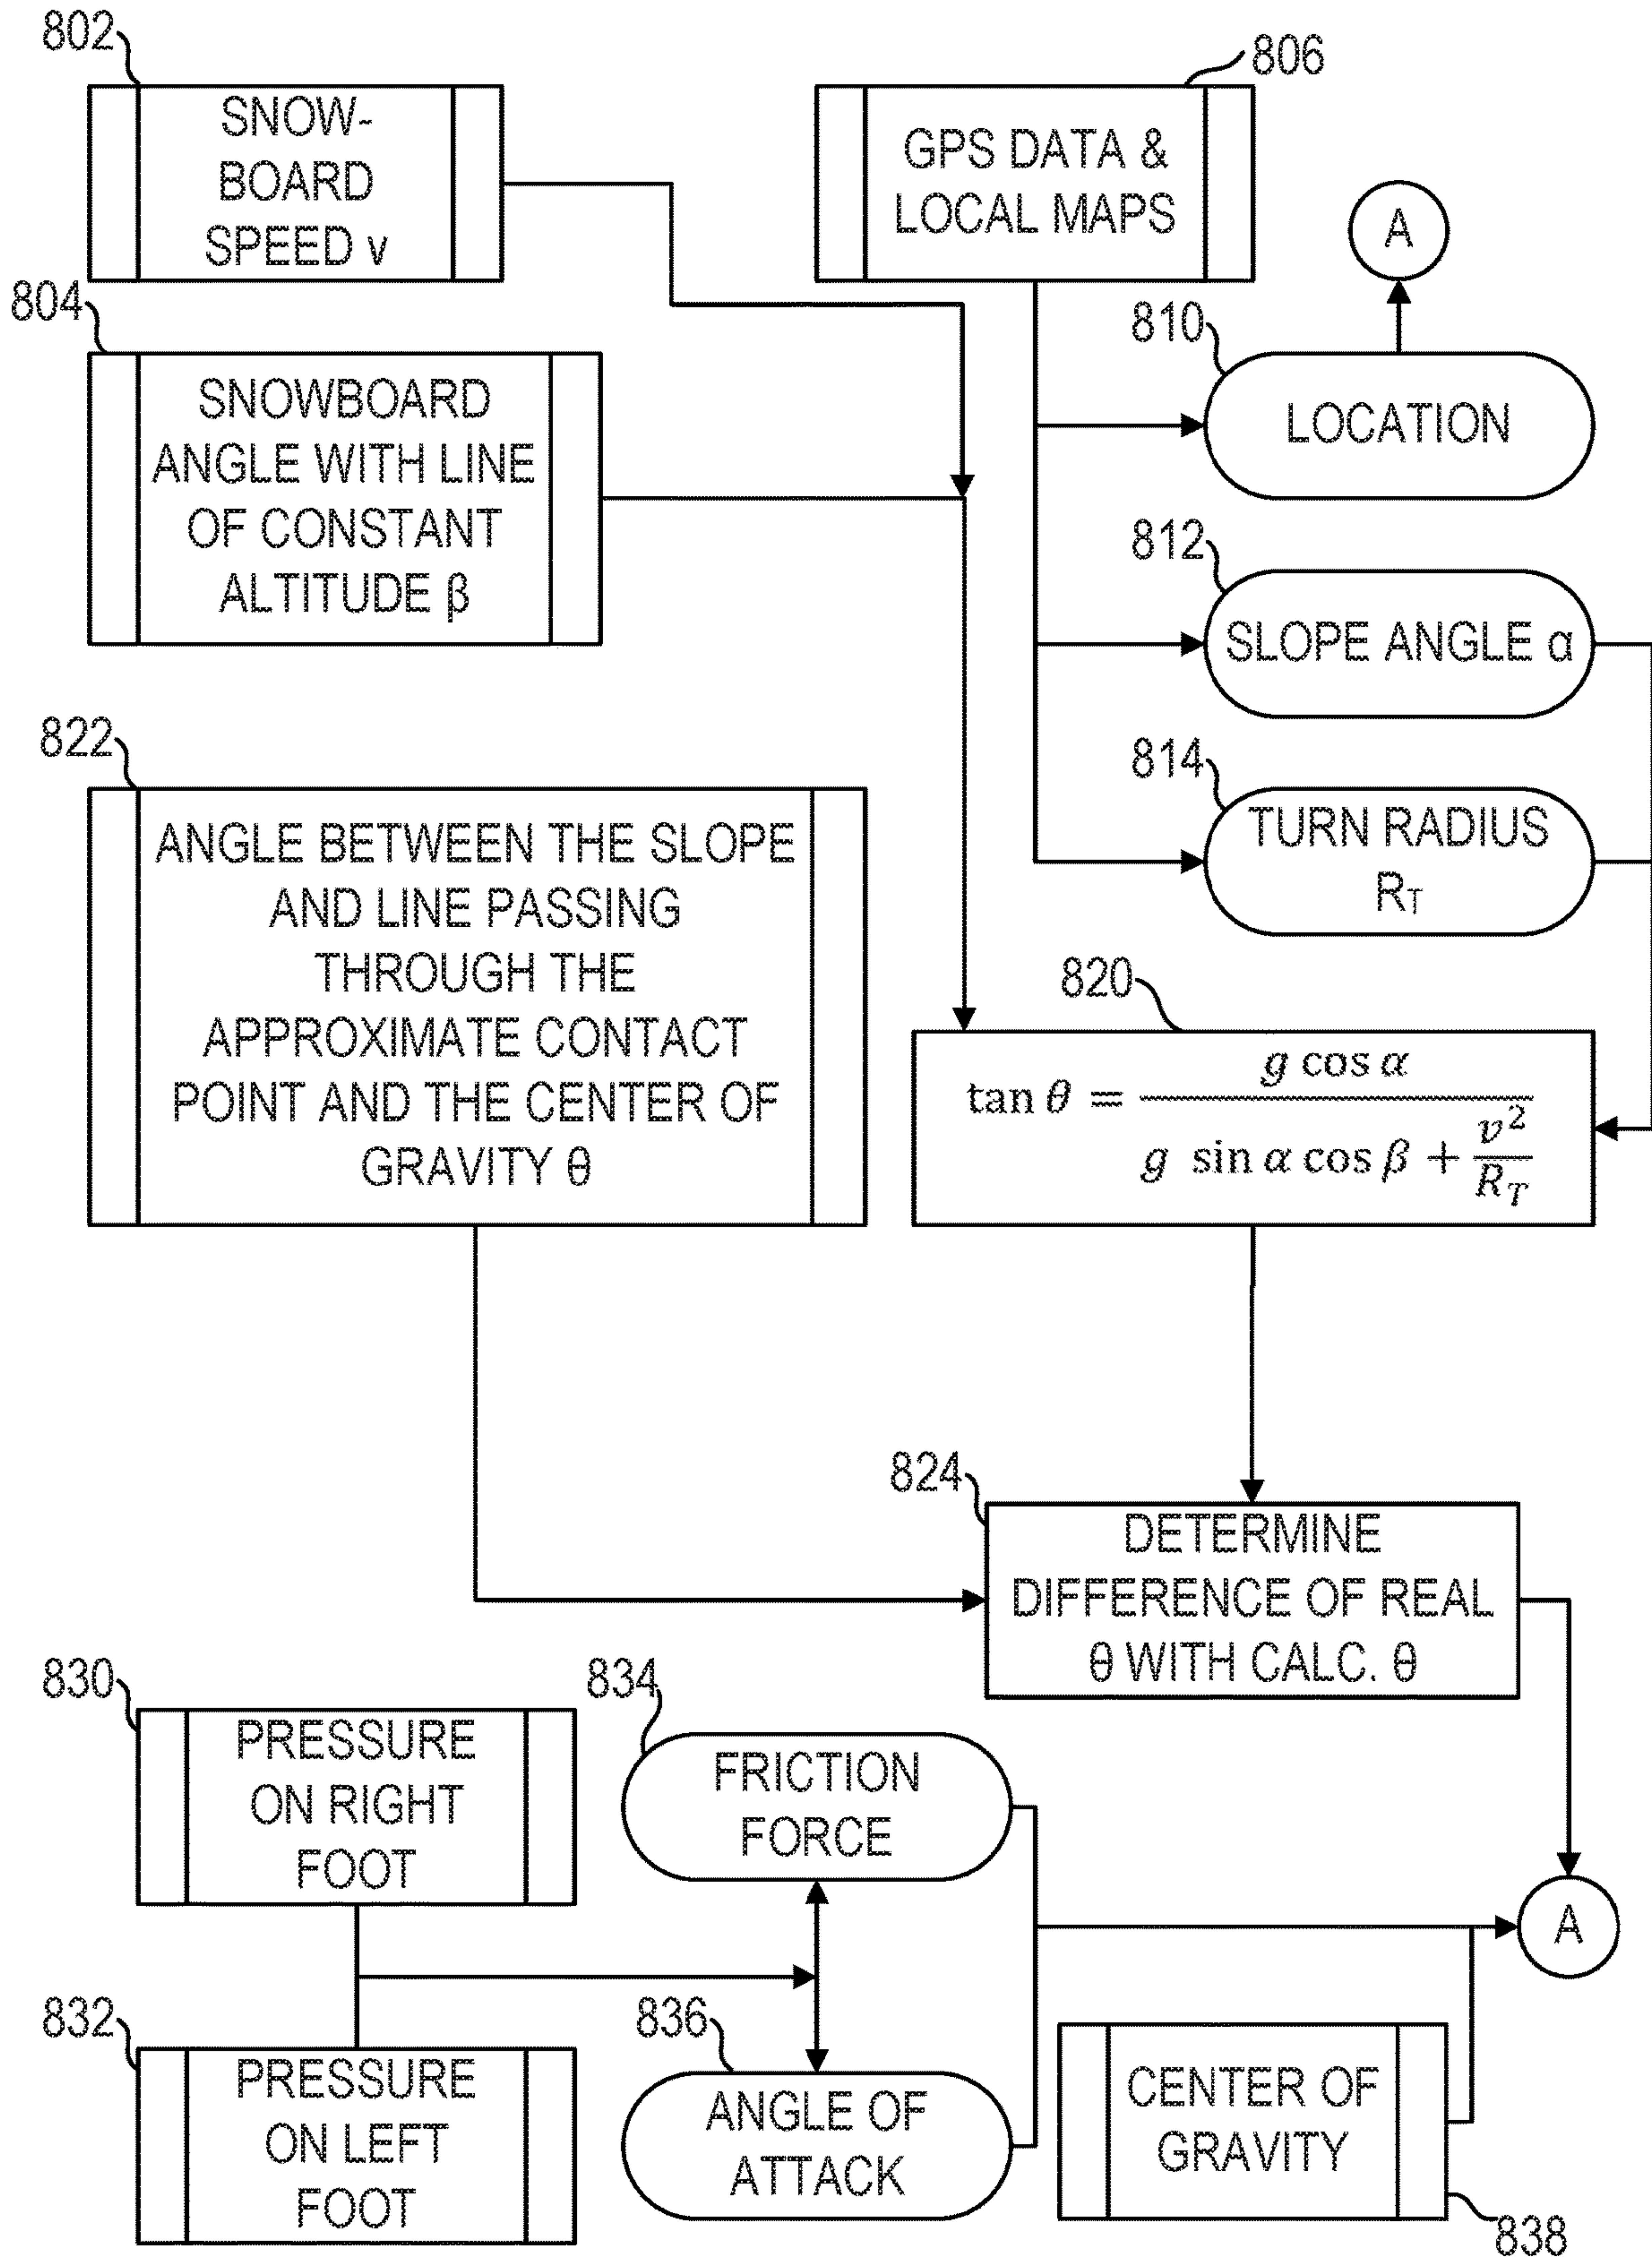 802
SNOW-
BOARD
SPEED v
806
GPS DATA &
LOCAL MAPS
A
804
SNOWBOARD
ANGLE WITH LINE
OF CONSTANT
ALTITUDE β
810
LOCATION
812
SLOPE ANGLE α
814
TURN RADIUS
R_T
822
ANGLE BETWEEN THE SLOPE
AND LINE PASSING
THROUGH THE
APPROXIMATE CONTACT
POINT AND THE CENTER OF
GRAVITY θ
820
tan θ = g cos α / (g sin α cos β + v²/R_T)
824
DETERMINE
DIFFERENCE OF REAL
θ WITH CALC. θ
830
PRESSURE
ON RIGHT
FOOT
834
FRICTION
FORCE
A
832
PRESSURE
ON LEFT
FOOT
836
ANGLE OF
ATTACK
CENTER OF
GRAVITY
838